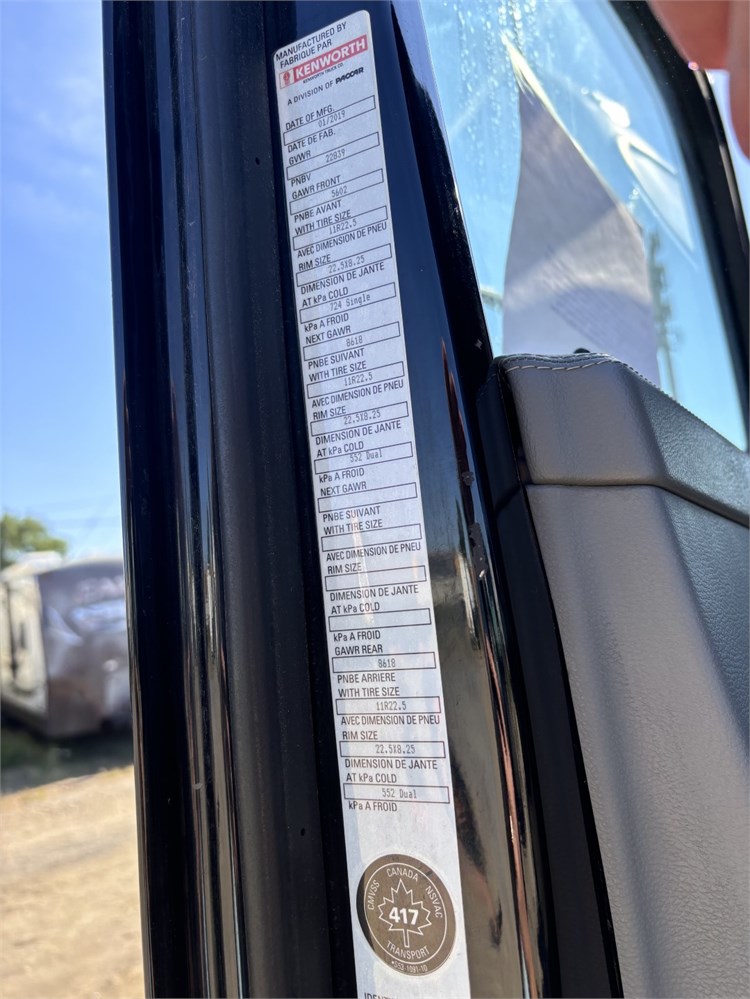 MANUFACTURED BY
FABRIQUE PAR
KENWORTH
KENWORTH TRUCK CO.
A DIVISION OF PACCAR
DATE OF MFG
01/2019
DATE DE FAB.
GVWR
22839
PNBV
GAWR FRONT
5602
PNBE AVANT
WITH TIRE SIZE
11R22.5
AVEC DIMENSION DE PNEU
RIM SIZE
22.5X8.25
DIMENSION DE JANTE
AT kPa COLD
724 Single
kPa A FROID
NEXT GAWR
8618
PNBE SUIVANT
WITH TIRE SIZE
11R22.5
AVEC DIMENSION DE PNEU
RIM SIZE
22.5X8.25
DIMENSION DE JANTE
AT kPa COLD
552 Dual
kPa A FROID
NEXT GAWR
PNBE SUIVANT
WITH TIRE SIZE
AVEC DIMENSION DE PNEU
RIM SIZE
DIMENSION DE JANTE
AT kPa COLD
kPa A FROID
GAWR REAR
8618
PNBE ARRIERE
WITH TIRE SIZE
11R22.5
AVEC DIMENSION DE PNEU
RIM SIZE
22.5X8.25
DIMENSION DE JANTE
AT kPa COLD
552 Dual
kPa A FROID
CANADA
CMVSS
NSVAC
417
TRANSPORT